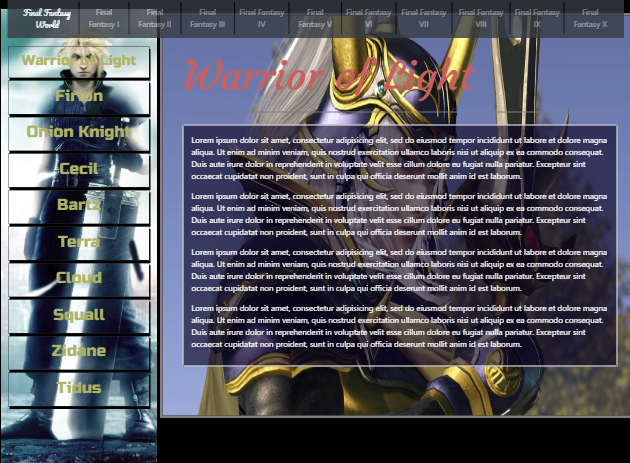 Final Fantasy
World
Final
Fantasy I
Final
Fantasy II
Final
Fantasy III
Final Fantasy
IV
Final
Fantasy V
Final Fantasy
VI
Final Fantasy
VII
Final Fantasy
VIII
Final Fantasy
IX
Final
Fantasy X
Warrior of Light
Firion
Onion Knight
Cecil
Bartz
Terra
Cloud
Squall
Zidane
Tidus
Warrior of Light
Lorem ipsum dolor sit amet, consectetur adipisicing elit, sed do eiusmod tempor incididunt ut labore et dolore magna
aliqua. Ut enim ad minim veniam, quis nostrud exercitation ullamco laboris nisi ut aliquip ex ea commodo consequat.
Duis aute irure dolor in reprehenderit in voluptate velit esse cillum dolore eu fugiat nulla pariatur. Excepteur sint
occaecat cupidatat non proident, sunt in culpa qui officia deserunt mollit anim id est laborum.
Lorem ipsum dolor sit amet, consectetur adipisicing elit, sed do eiusmod tempor incididunt ut labore et dolore magna
aliqua. Ut enim ad minim veniam, quis nostrud exercitation ullamco laboris nisi ut aliquip ex ea commodo consequat.
Duis aute irure dolor in reprehenderit in voluptate velit esse cillum dolore eu fugiat nulla pariatur. Excepteur sint
occaecat cupidatat non proident, sunt in culpa qui officia deserunt mollit anim id est laborum.
Lorem ipsum dolor sit amet, consectetur adipisicing elit, sed do eiusmod tempor incididunt ut labore et dolore magna
aliqua. Ut enim ad minim veniam, quis nostrud exercitation ullamco laboris nisi ut aliquip ex ea commodo consequat.
Duis aute irure dolor in reprehenderit in voluptate velit esse cillum dolore eu fugiat nulla pariatur. Excepteur sint
occaecat cupidatat non proident, sunt in culpa qui officia deserunt mollit anim id est laborum.
Lorem ipsum dolor sit amet, consectetur adipisicing elit, sed do eiusmod tempor incididunt ut labore et dolore magna
aliqua. Ut enim ad minim veniam, quis nostrud exercitation ullamco laboris nisi ut aliquip ex ea commodo consequat.
Duis aute irure dolor in reprehenderit in voluptate velit esse cillum dolore eu fugiat nulla pariatur. Excepteur sint
occaecat cupidatat non proident, sunt in culpa qui officia deserunt mollit anim id est laborum.